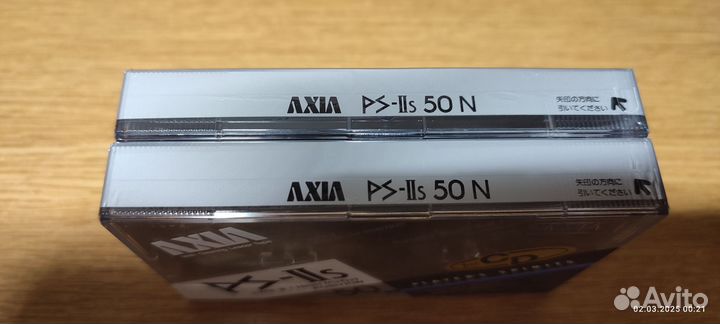 AXIA PS-IIs 50 N
矢印の方向に
引いてください
AXIA PS-IIs 50 N
矢印の方向に
引いてください
AXIA
PS-IIs
CD
Avito
02.03.2025 00:21